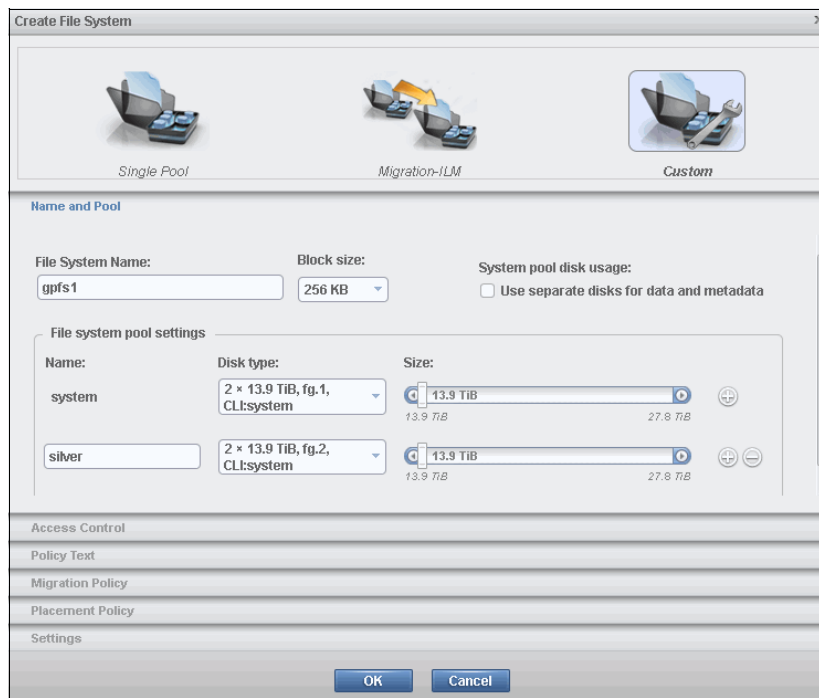 Create File System
Single Pool
Migration-ILM
Custom
Name and Pool
File System Name:
Block size:
System pool disk usage:
gpfs1
256 KB
Use separate disks for data and metadata
File system pool settings
Name:
Disk type:
Size:
system
2 × 13.9 TiB, fg.1,
CLI:system
13.9 TiB
13.9 TiB
27.8 TiB
silver
2 × 13.9 TiB, fg.2,
CLI:system
13.9 TiB
13.9 TiB
27.8 TiB
Access Control
Policy Text
Migration Policy
Placement Policy
Settings
OK
Cancel